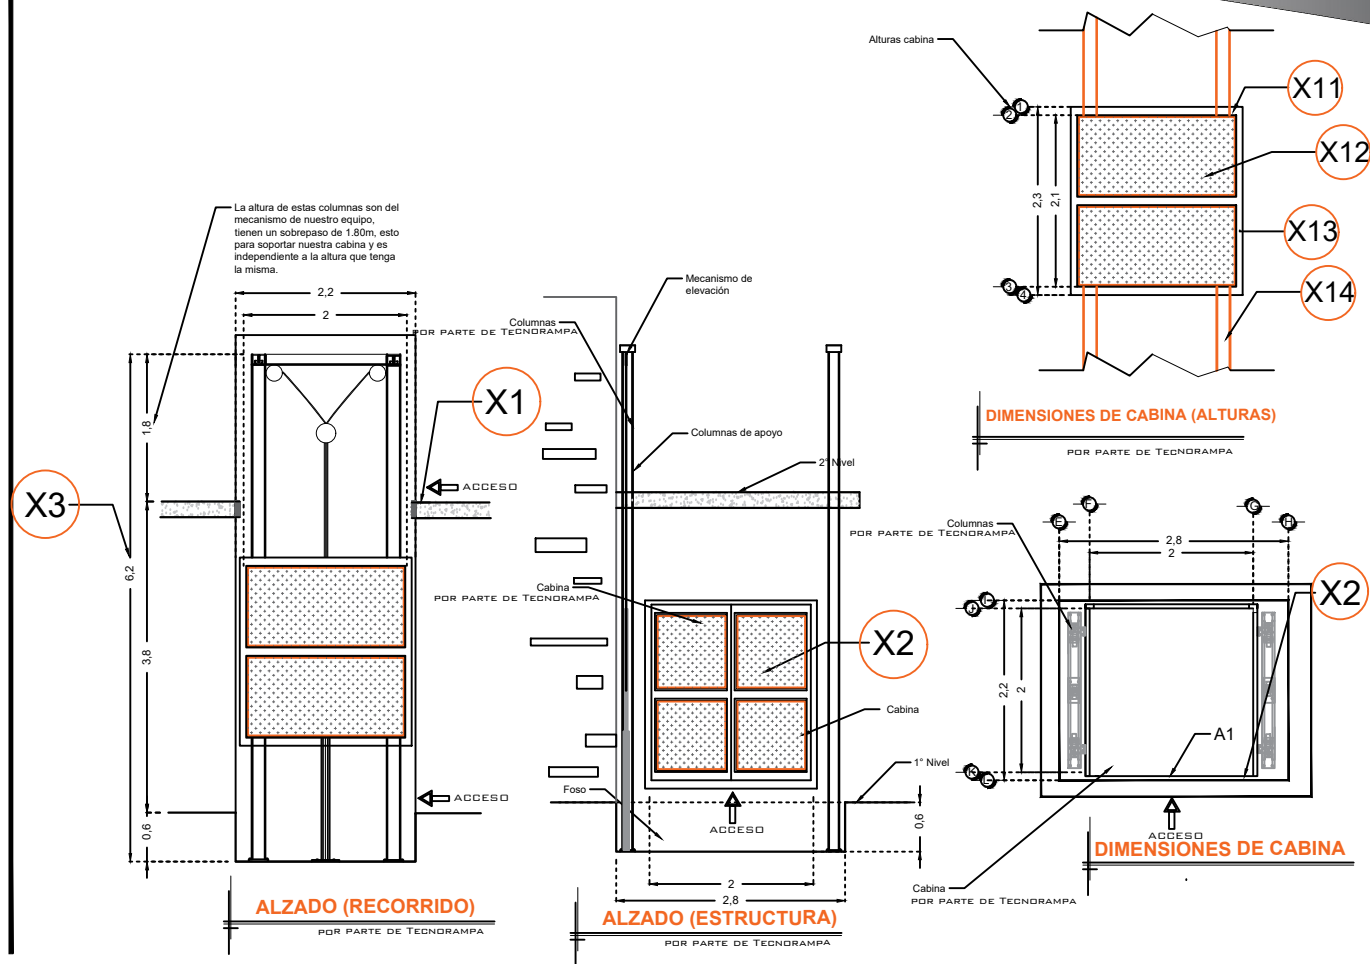 La altura de estas columnas son del
mecanismo de nuestro equipo,
tienen un sobrepaso de 1.80m, esto
para soportar nuestra cabina y es
independiente a la altura que tenga
la misma.
2,2
2
1,8
6,2
3,8
0,6
X3
X1
ACCESO
ACCESO
ALZADO (RECORRIDO)
POR PARTE DE TECNORAMPA
Mecanismo de
elevación
Columnas
POR PARTE DE TECNORAMPA
Columnas de apoyo
2° Nivel
Cabina
POR PARTE DE TECNORAMPA
X2
Cabina
1° Nivel
Foso
ACCESO
0,6
2
2,8
ALZADO (ESTRUCTURA)
POR PARTE DE TECNORAMPA
Alturas cabina
1
2
2,3
2,1
3
4
X11
X12
X13
X14
DIMENSIONES DE CABINA (ALTURAS)
POR PARTE DE TECNORAMPA
Columnas
POR PARTE DE TECNORAMPA
E
F
G
H
2,8
2
I
J
2,2
2
K
L
X2
A1
ACCESO
Cabina
POR PARTE DE TECNORAMPA
DIMENSIONES DE CABINA